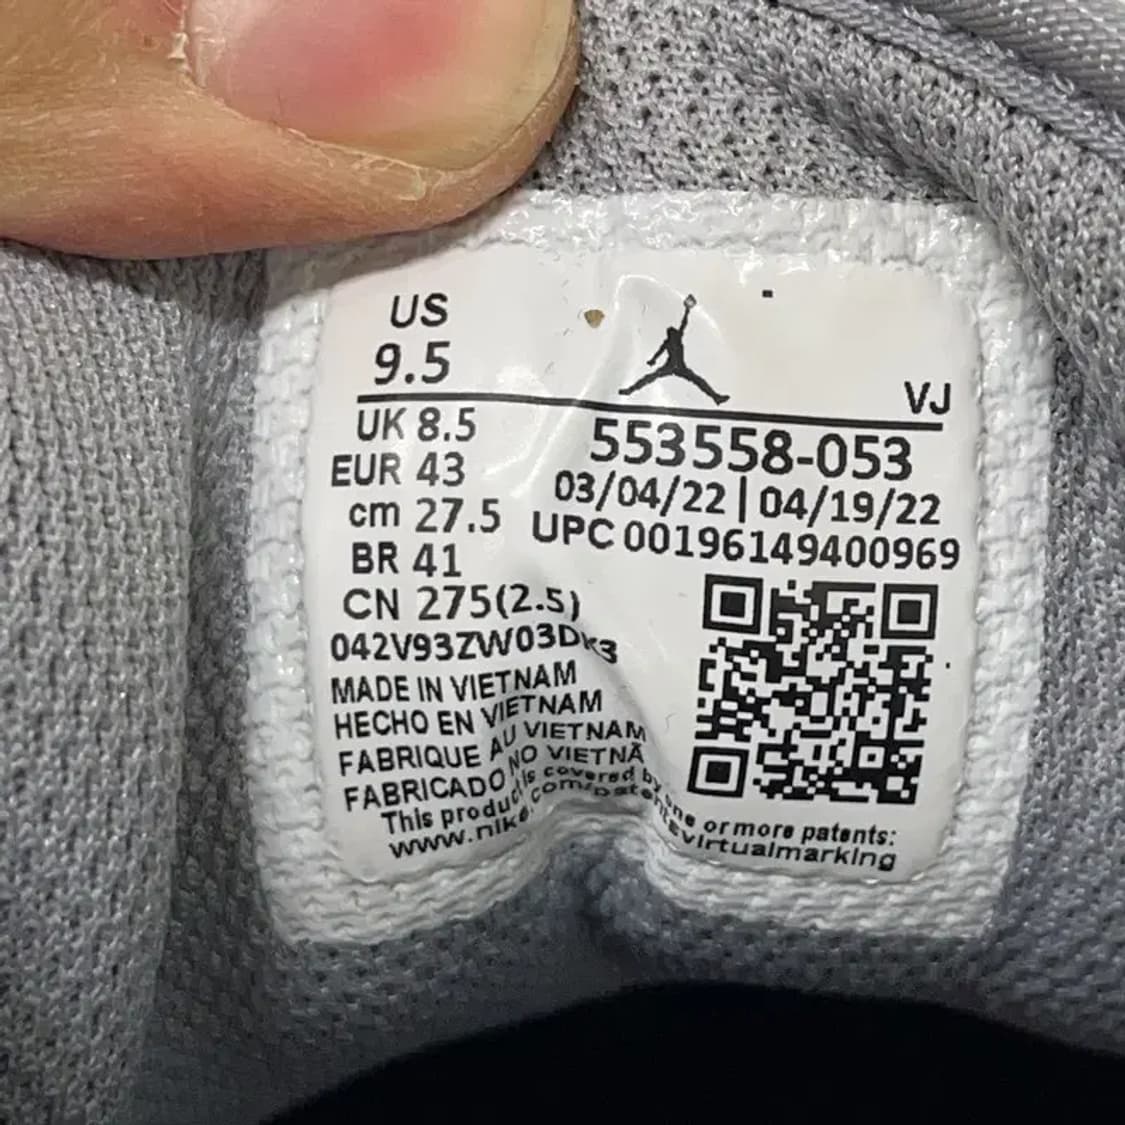 US
9.5
VJ
UK 8.5
EUR 43
cm 27.5
BR 41
CN 275(2.5)
553558-053
03/04/22 | 04/19/22
UPC 00196149400969
042V93ZW03DK3
MADE IN VIETNAM
HECHO EN VIETNAM
FABRIQUE AU VIETNAM
FABRICADO NO VIETNÃ
This product is covered by one or more patents:
www.nike.com/patentsvirtualmarking